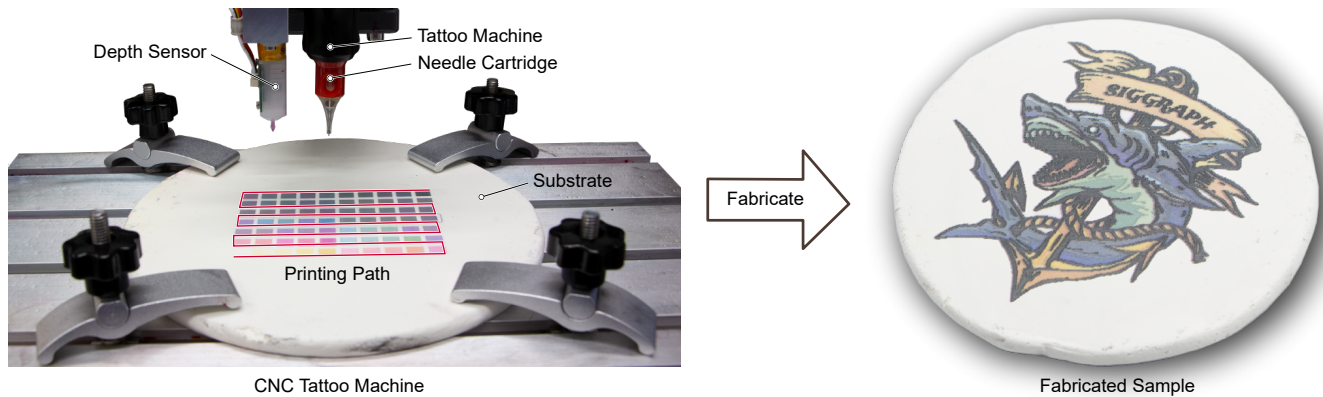 Depth Sensor
Tattoo Machine
Needle Cartridge
Substrate
Printing Path
CNC Tattoo Machine
Fabricate
SIGGRAPH
Fabricated Sample